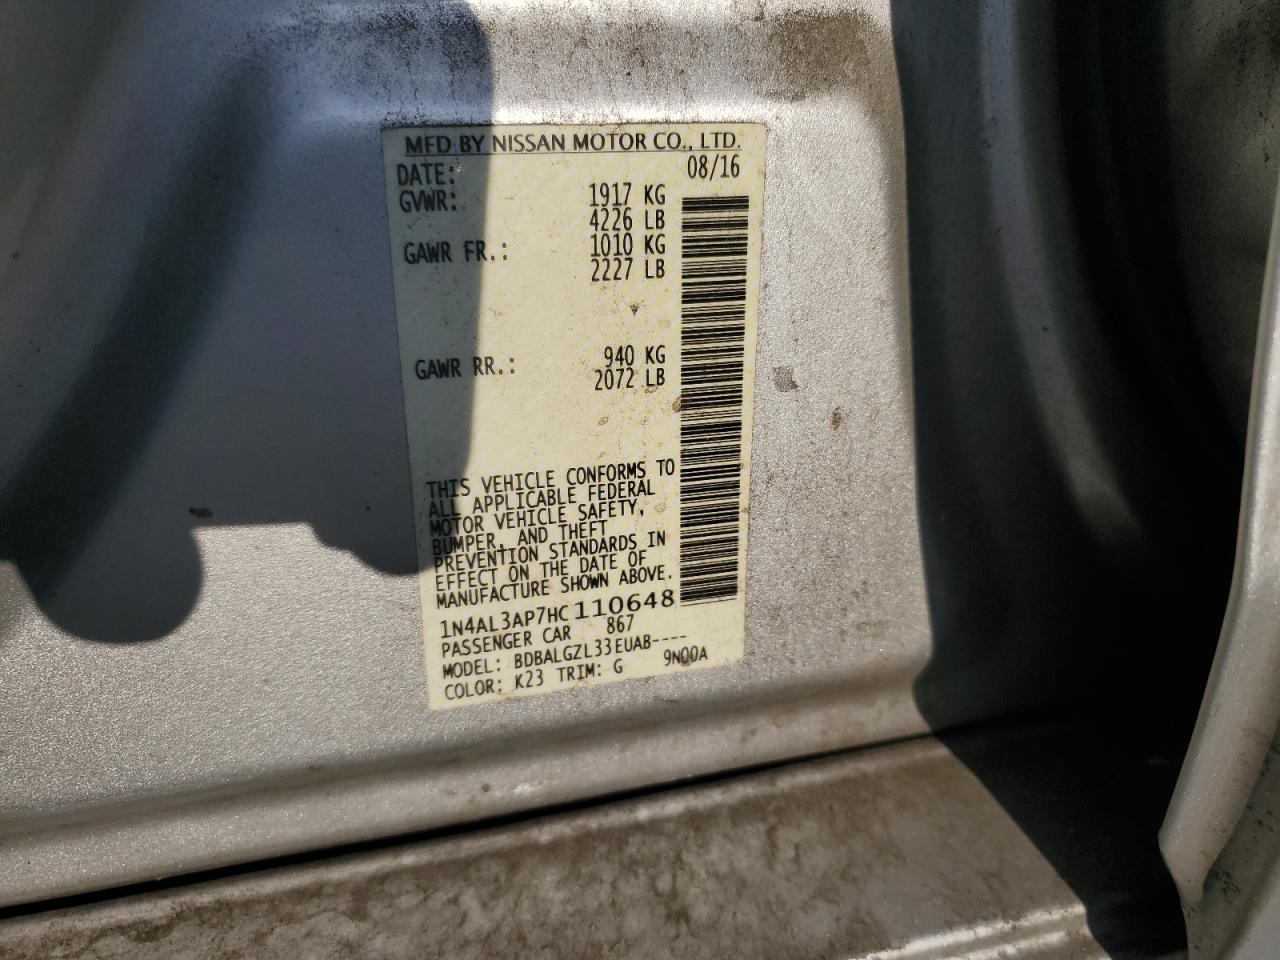 MFD BY NISSAN MOTOR CO., LTD.
DATE: 08/16
GVWR: 1917 KG
4226 LB
GAWR FR.: 1010 KG
2227 LB
GAWR RR.: 940 KG
2072 LB
THIS VEHICLE CONFORMS TO
ALL APPLICABLE FEDERAL
MOTOR VEHICLE SAFETY,
BUMPER, AND THEFT
PREVENTION STANDARDS IN
EFFECT ON THE DATE OF
MANUFACTURE SHOWN ABOVE.
1N4AL3AP7HC110648
PASSENGER CAR 867
MODEL: BDBALGZL33EUAB----
COLOR: K23 TRIM: G 9N00A